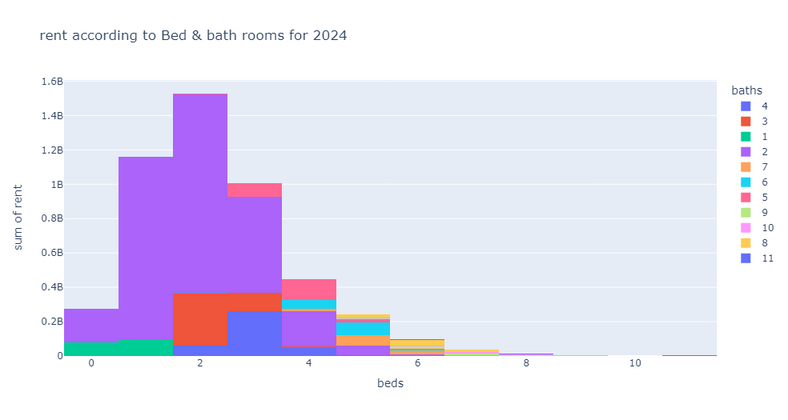 rent according to Bed & bath rooms for 2024
1.6B
1.4B
1.2B
1B
0.8B
0.6B
0.4B
0.2B
0
sum of rent
0 2 4 6 8 10
beds
baths
4
3
1
2
7
6
5
9
10
8
11